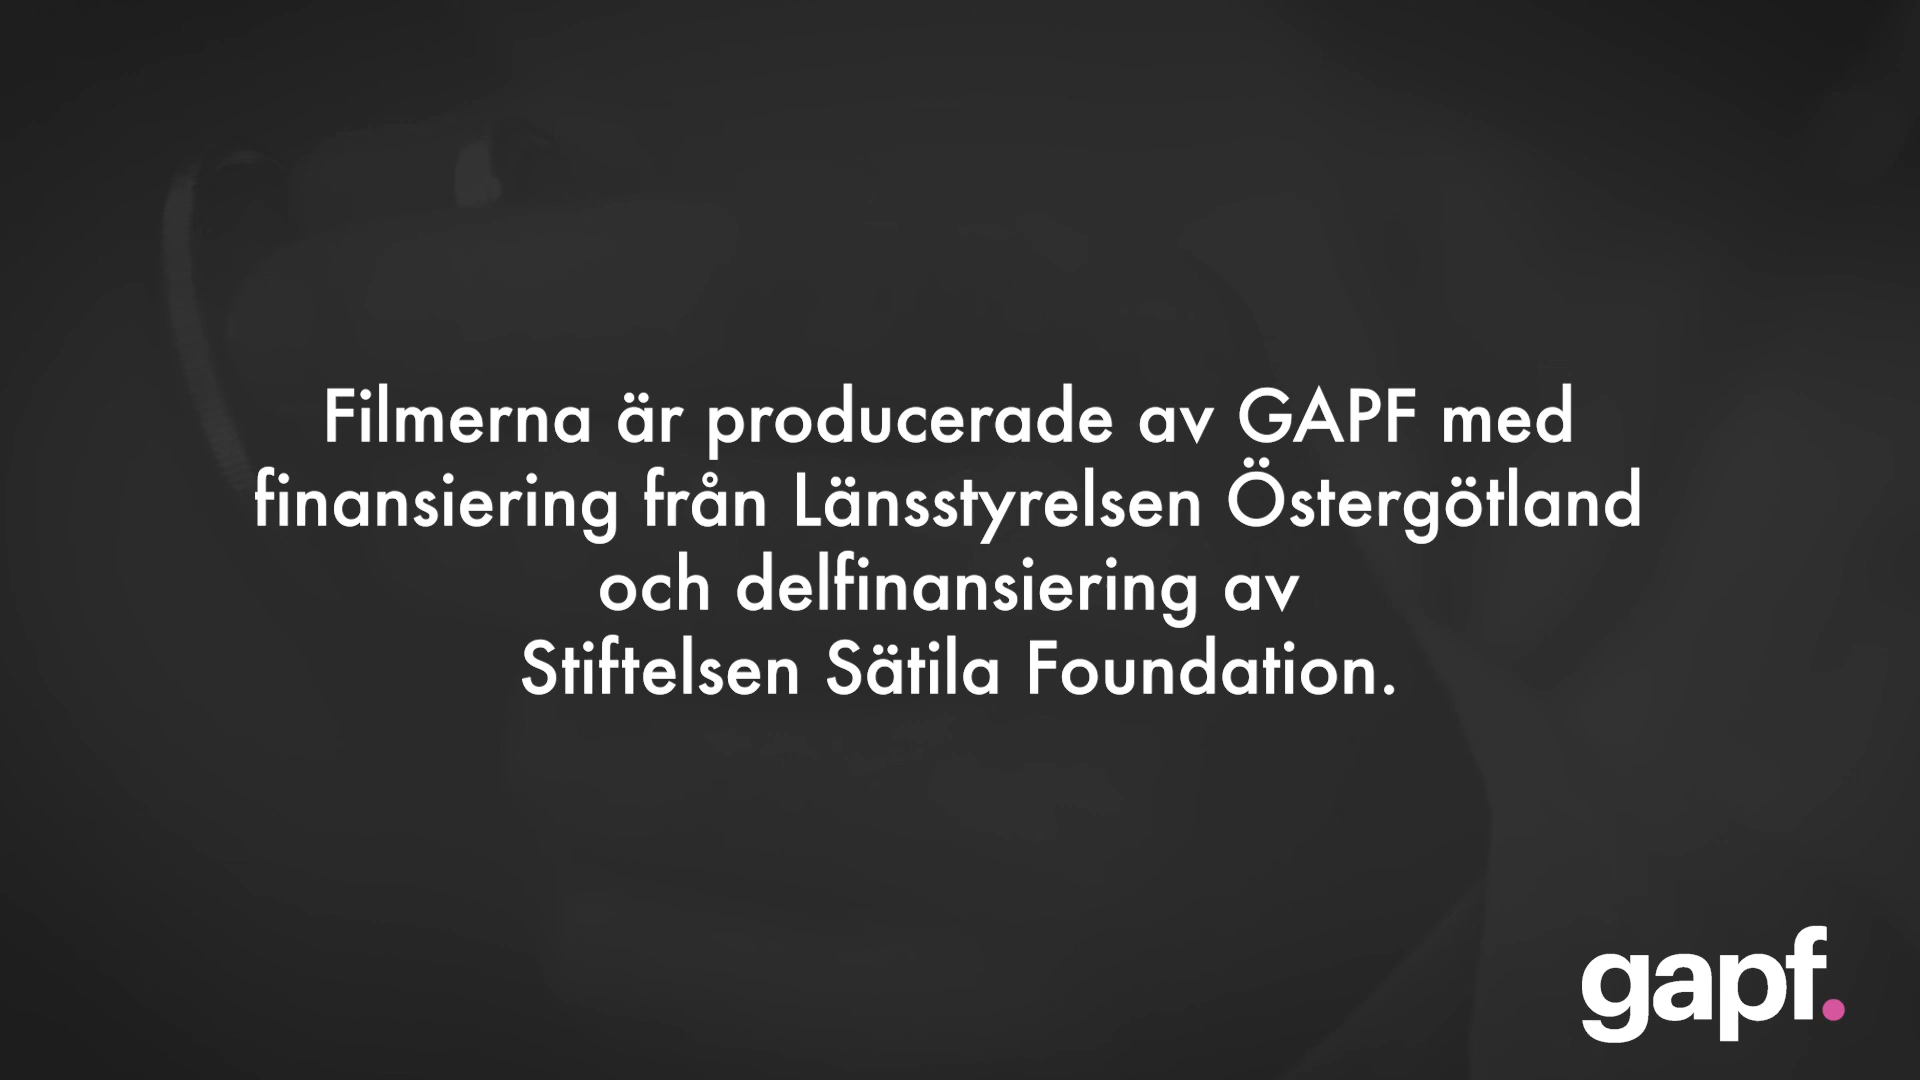 Filmerna är producerade av GAPF med
finansiering från Länsstyrelsen Östergötland
och delfinansiering av
Stiftelsen Sätila Foundation.
gapf.